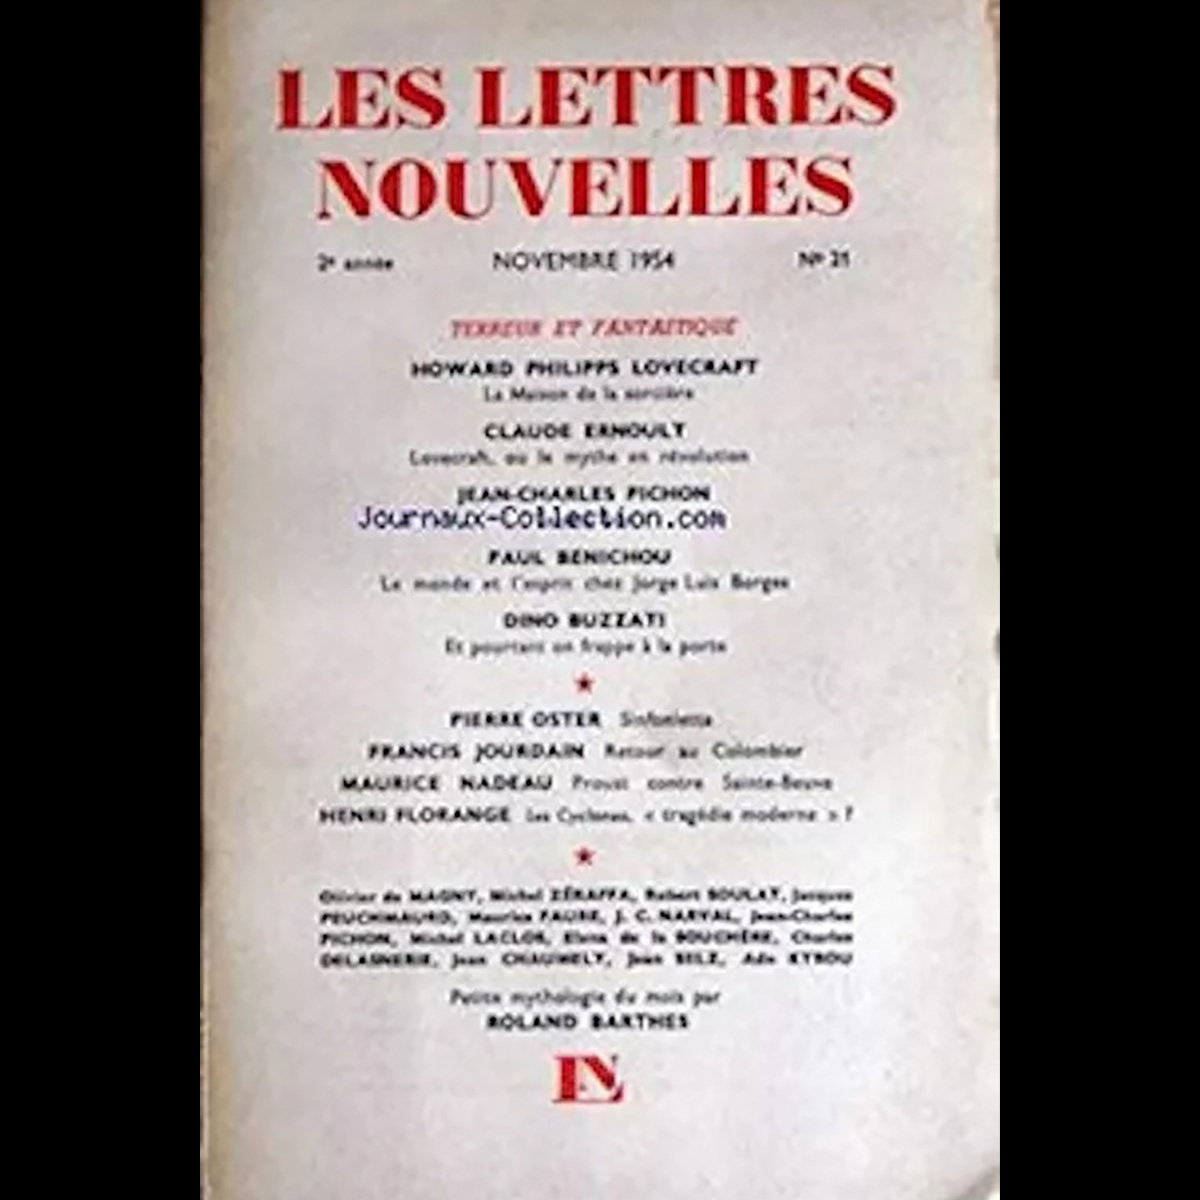 LES LETTRES
NOUVELLES
2e année NOVEMBRE 1954 No 21
TERREUR ET FANTASTIQUE
HOWARD PHILIPPS LOVECRAFT
La Maison de la sorcière
CLAUDE ERNOULT
Lovecraft, ou le mythe en révolution
JEAN-CHARLES PICHON
Journaux-Collection.com
PAUL BENICHOU
Le monde et l'esprit chez Jorge Luis Borges
DINO BUZZATI
Et pourtant on frappe à la porte
★
PIERRE OSTER Sinfonietta
FRANCIS JOURDAIN Retour au Colombier
MAURICE NADEAU Proust contre Sainte-Beuve
HENRI FLORANGE Les Cyclones, « tragédie moderne » ?
★
Olivier de MAGNY, Michel ZÉRAFFA, Robert SOULAT, Jacques
PEUCHMAURD, Maurice FAURE, J. C. NARVAL, Jean-Charles
PICHON, Michel LACLOS, Elena de la SOUCHÈRE, Charles
DELASNERIE, Jean CHAUMELY, Jean SELZ, Ado KYROU
Petite mythologie du mois par
ROLAND BARTHES
LN